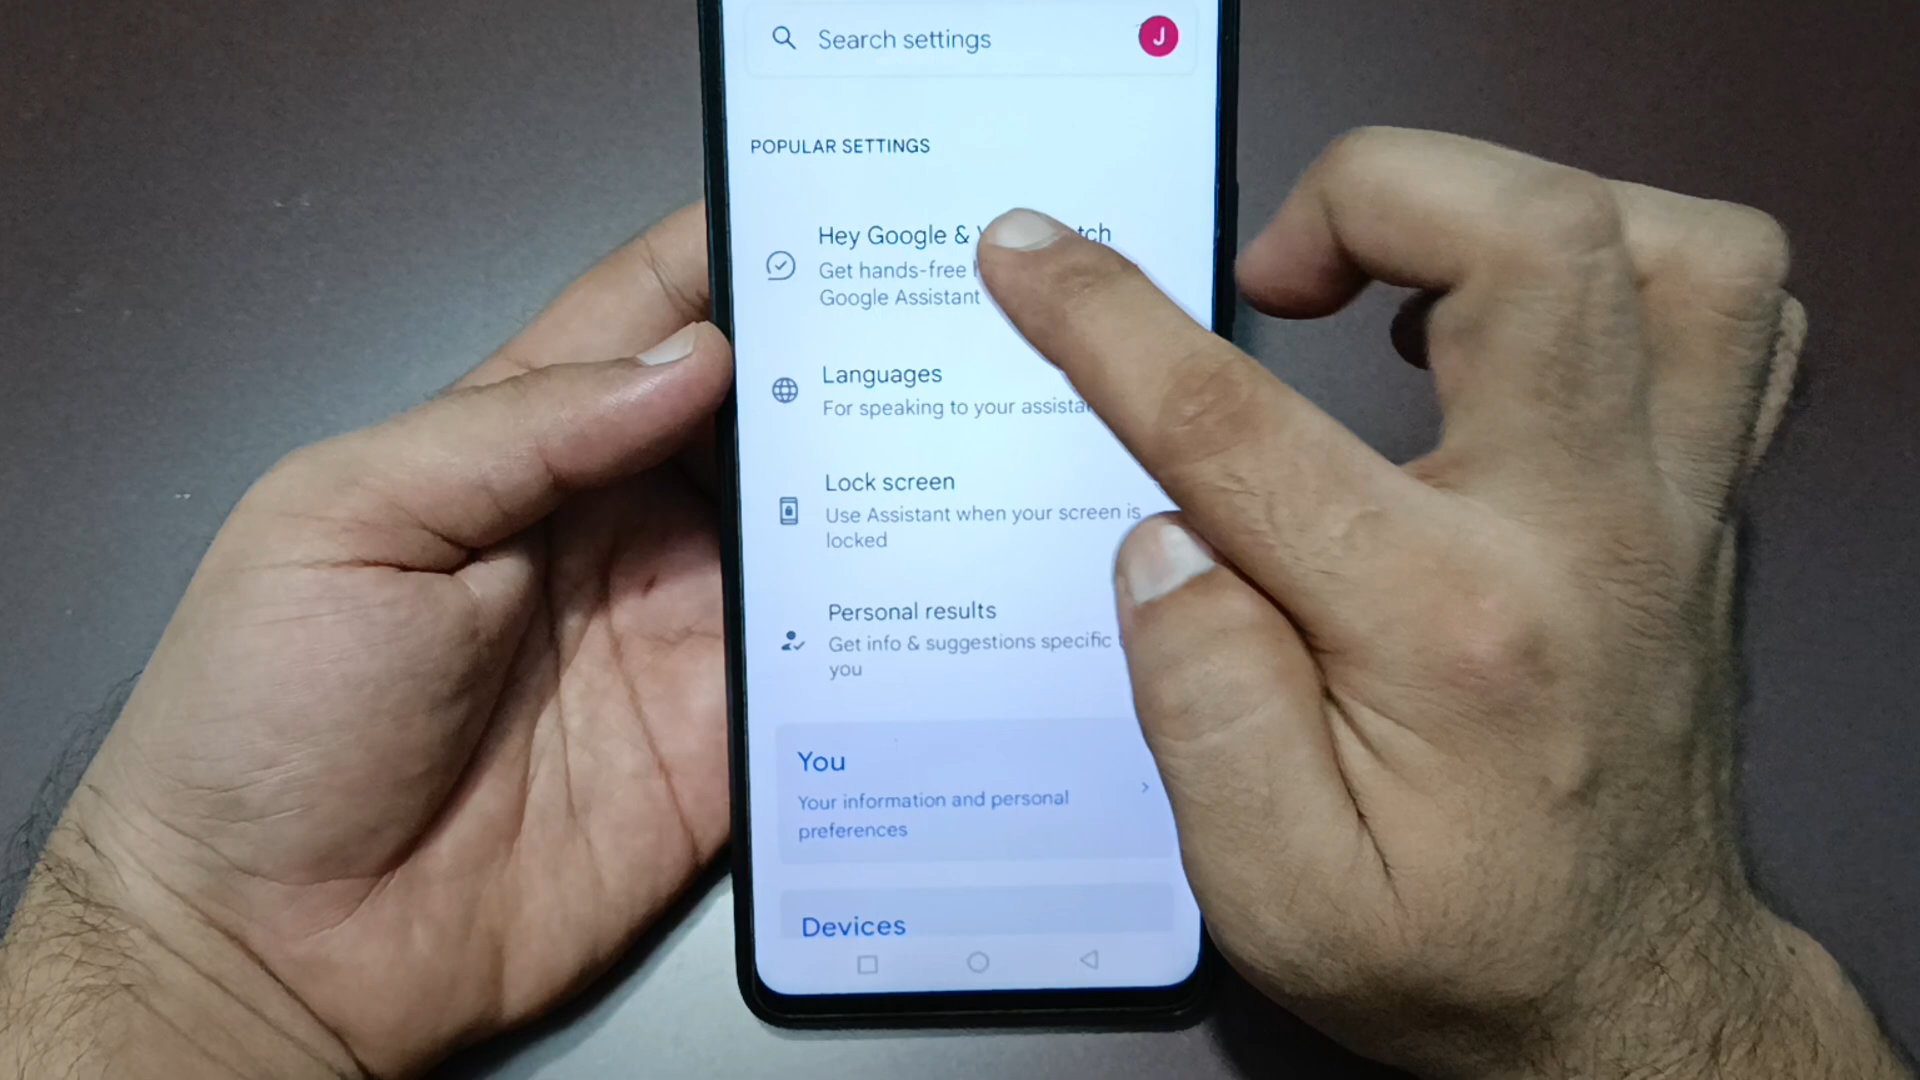 Search settings
J
POPULAR SETTINGS
Hey Google &
Get hands-free
Google Assistant
Languages
For speaking to your
Lock screen
Use Assistant when your screen is
locked
Personal results
Get info & suggestions specific
you
You
Your information and personal
preferences
Devices